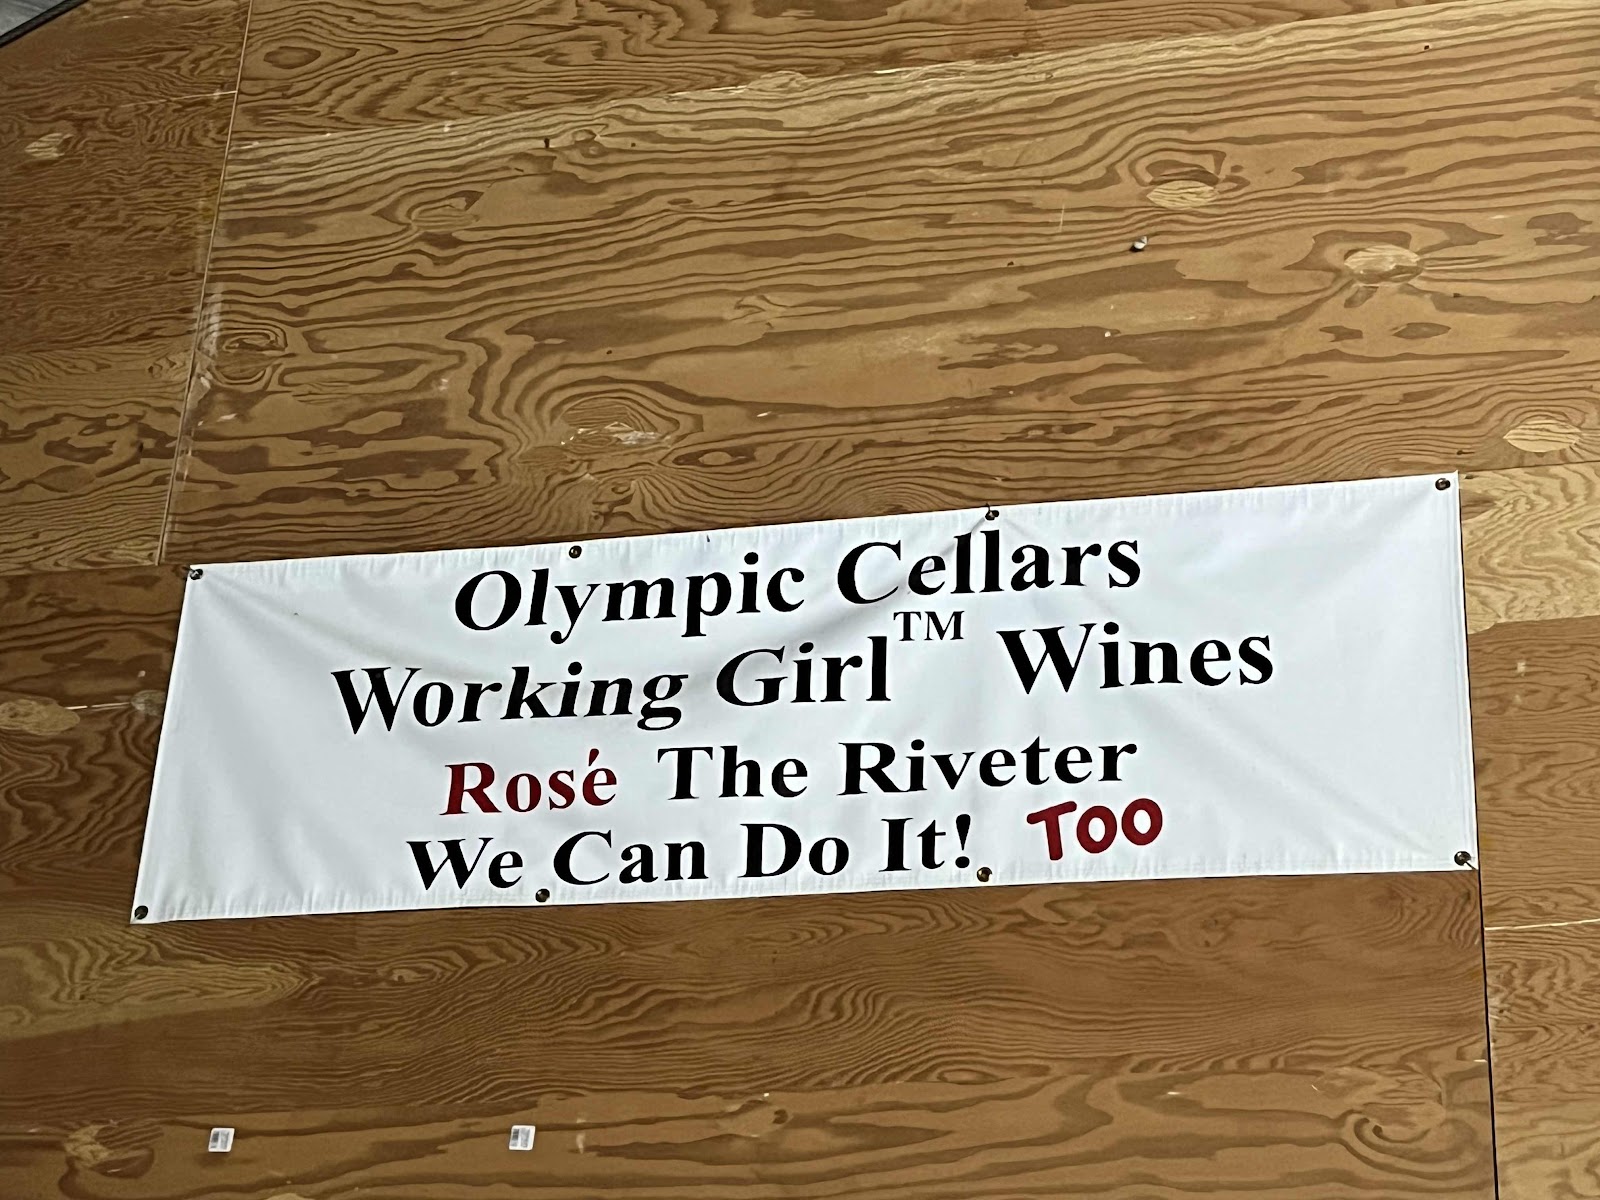 Olympic Cellars
Working Girl™ Wines
Rosé The Riveter
We Can Do It! TOO